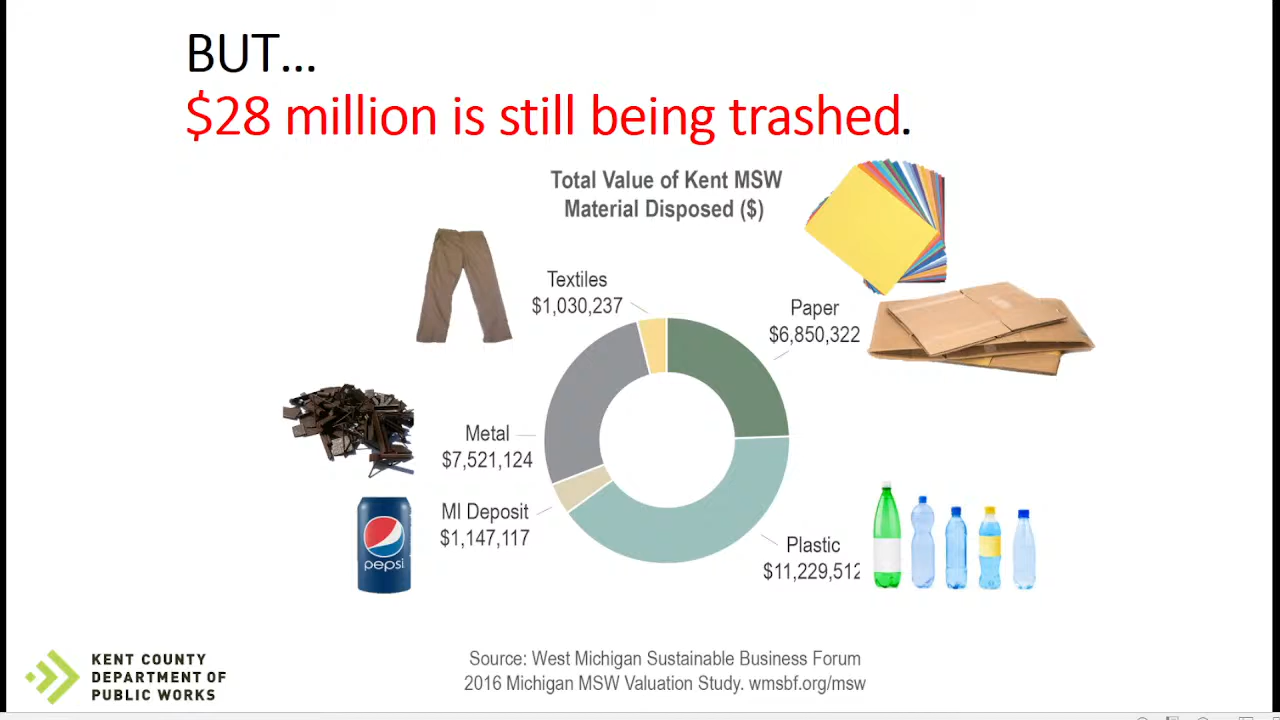 BUT...
$28 million is still being trashed.
Total Value of Kent MSW
Material Disposed ($)
Textiles
$1,030,237
Paper
$6,850,322
Metal
$7,521,124
MI Deposit
$1,147,117
pepsi
Plastic
$11,229,512
KENT COUNTY
DEPARTMENT OF
PUBLIC WORKS
Source: West Michigan Sustainable Business Forum
2016 Michigan MSW Valuation Study. wmsbf.org/msw